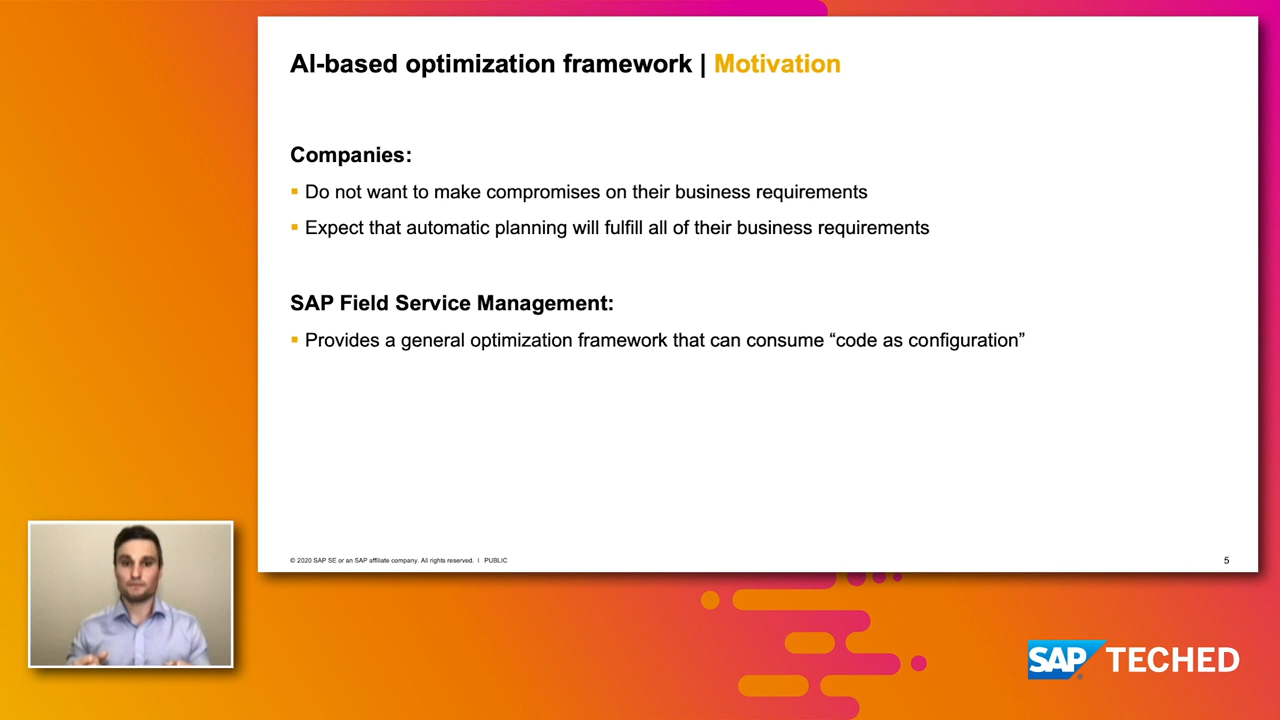 AI-based optimization framework | Motivation
Companies:
▪ Do not want to make compromises on their business requirements
▪ Expect that automatic planning will fulfill all of their business requirements
SAP Field Service Management:
▪ Provides a general optimization framework that can consume “code as configuration”
© 2020 SAP SE or an SAP affiliate company. All rights reserved. | PUBLIC
5
SAP TECHED